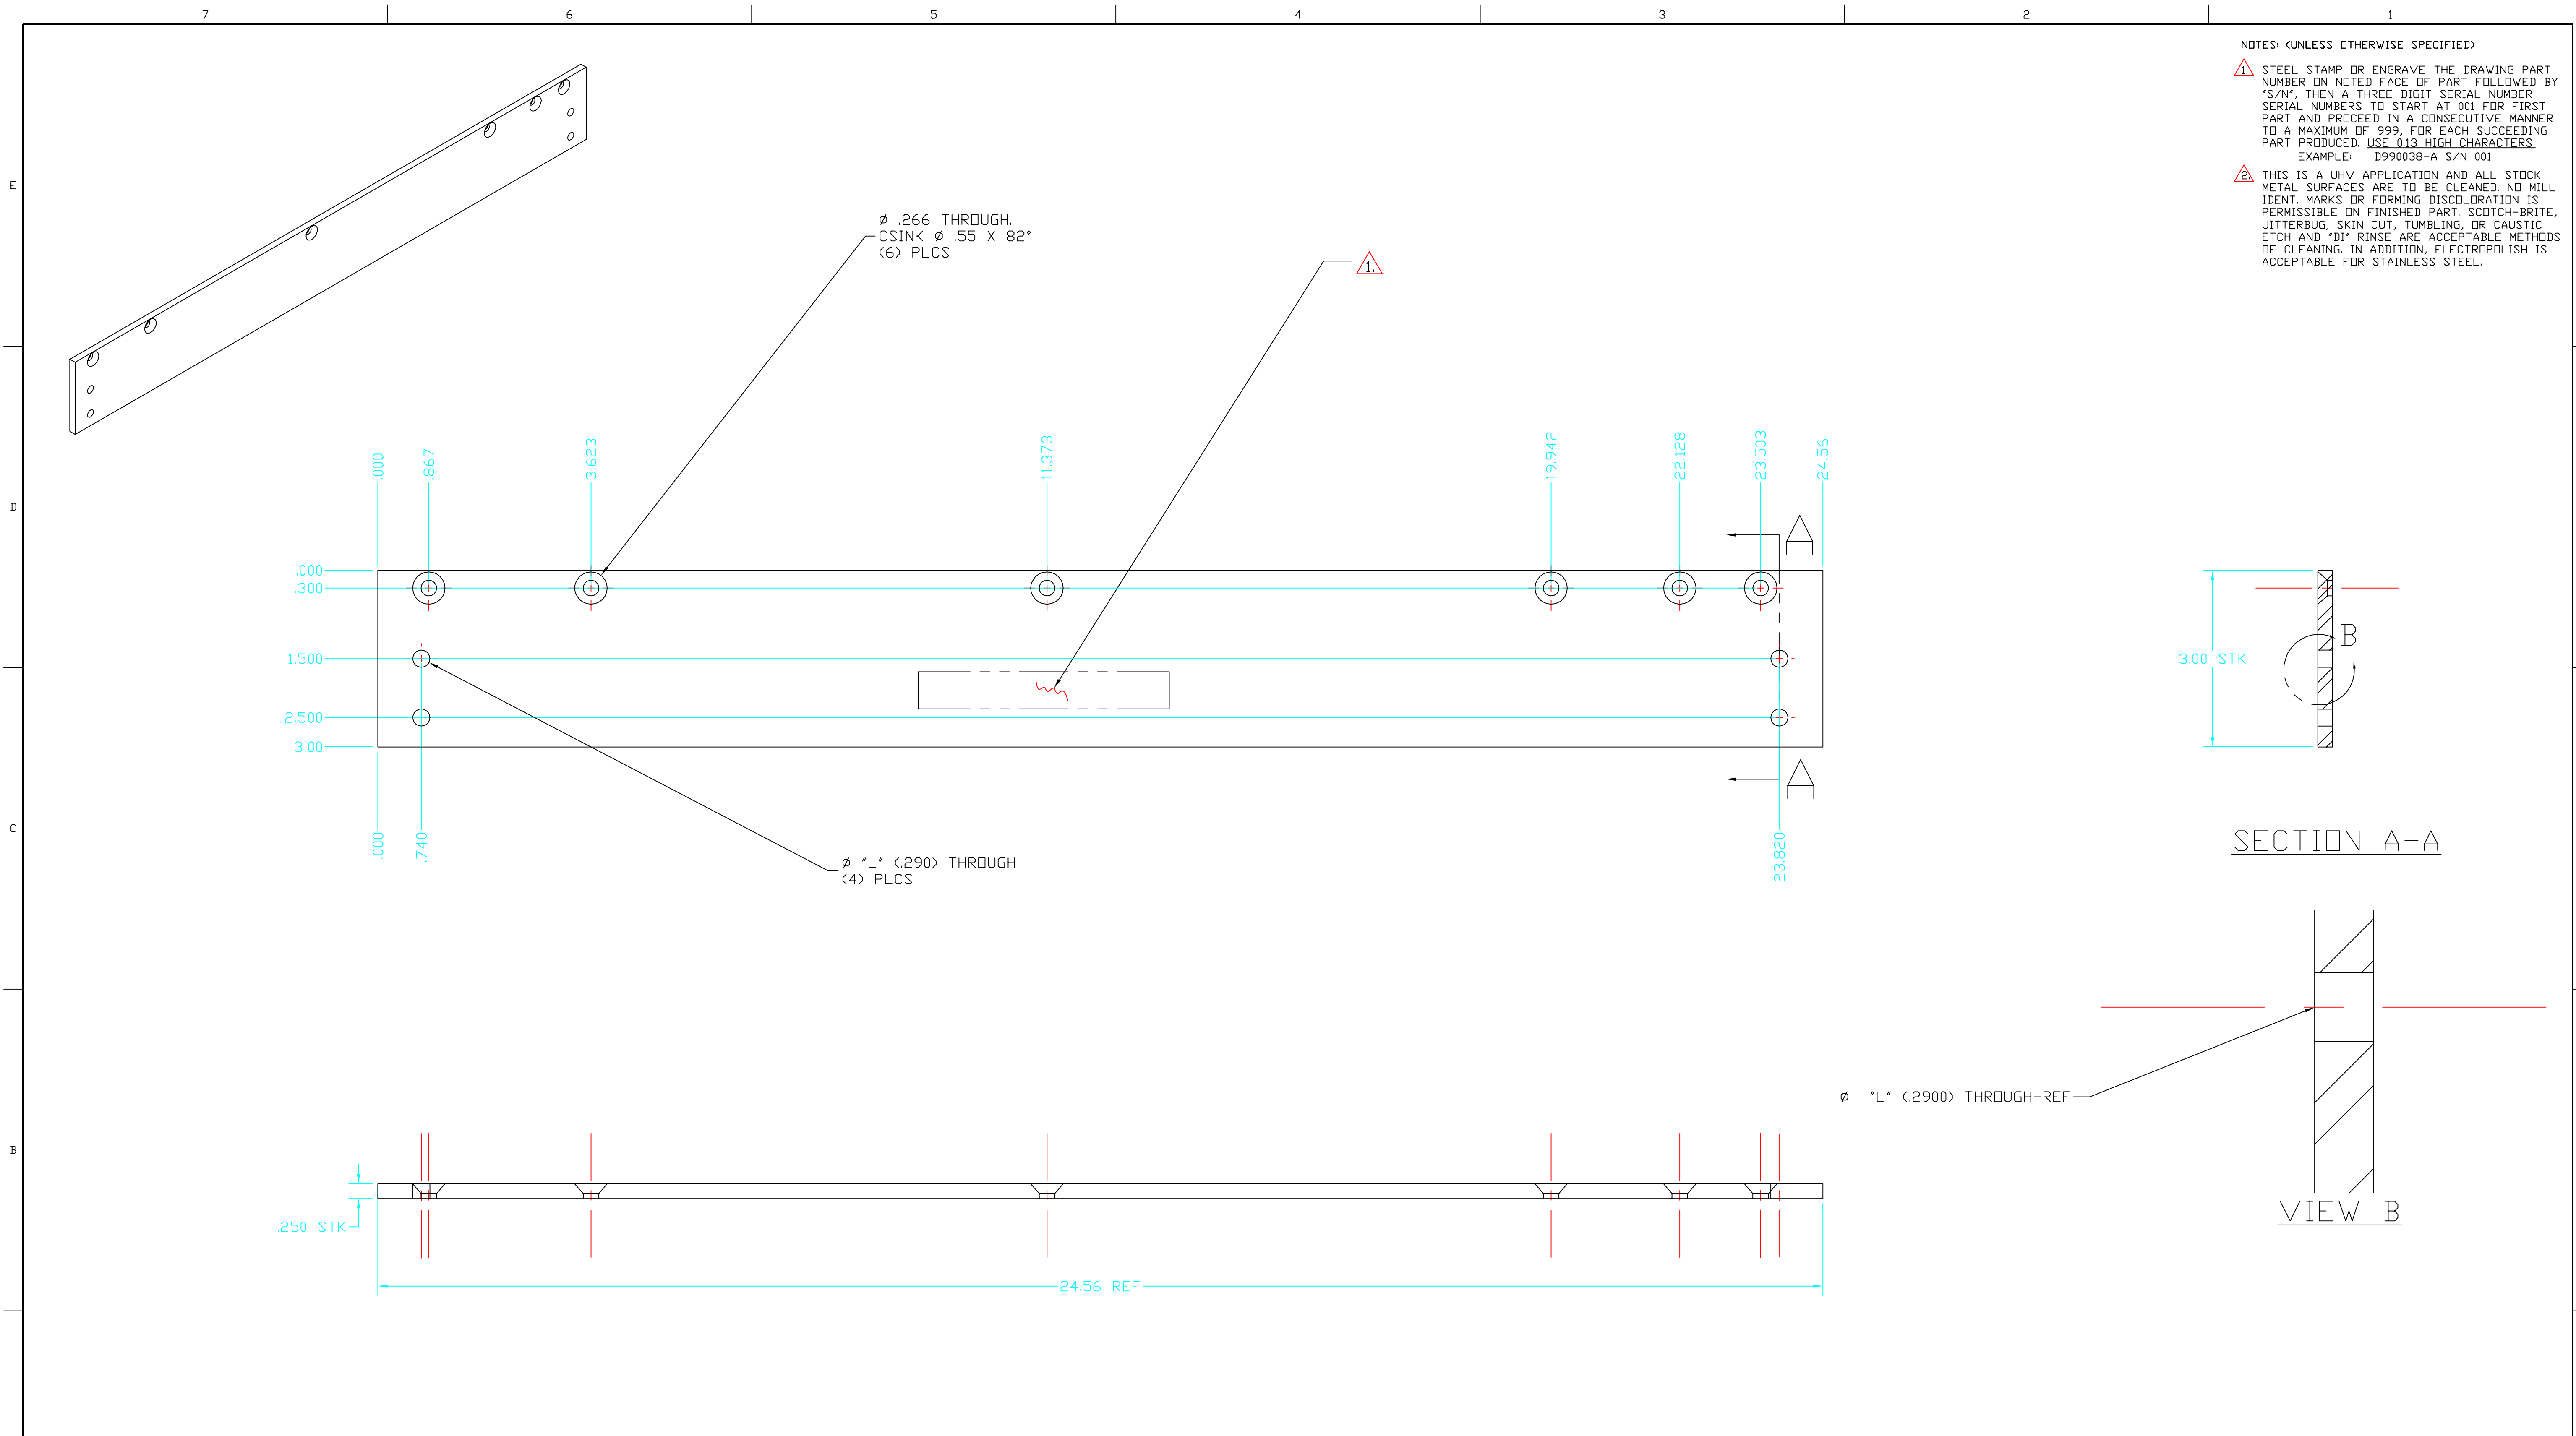 7 6 5 4 3 2 1
NOTES: (UNLESS OTHERWISE SPECIFIED)
1. STEEL STAMP OR ENGRAVE THE DRAWING PART
NUMBER ON NOTED FACE OF PART FOLLOWED BY
"S/N", THEN A THREE DIGIT SERIAL NUMBER.
SERIAL NUMBERS TO START AT 001 FOR FIRST
PART AND PROCEED IN A CONSECUTIVE MANNER
TO A MAXIMUM OF 999, FOR EACH SUCCEEDING
PART PRODUCED. USE 0.13 HIGH CHARACTERS.
EXAMPLE: D990038-A S/N 001
2. THIS IS A UHV APPLICATION AND ALL STOCK
METAL SURFACES ARE TO BE CLEANED. NO MILL
IDENT. MARKS OR FORMING DISCOLORATION IS
PERMISSIBLE ON FINISHED PART. SCOTCH-BRITE,
JITTERBUG, SKIN CUT, TUMBLING, OR CAUSTIC
ETCH AND "DI" RINSE ARE ACCEPTABLE METHODS
OF CLEANING. IN ADDITION, ELECTROPOLISH IS
ACCEPTABLE FOR STAINLESS STEEL.
E
Ø .266 THROUGH.
CSINK Ø .55 X 82°
(6) PLCS
1.
.000 .867 3.623 11.373 19.942 22.128 23.503 24.56
D
A
.000
.300
1.500
2.500
3.00
B
3.00 STK
A
C
.000 .740 23.820
SECTION A-A
Ø "L" (.290) THROUGH
(4) PLCS
Ø "L" (.2900) THROUGH-REF
B
VIEW B
.250 STK
24.56 REF